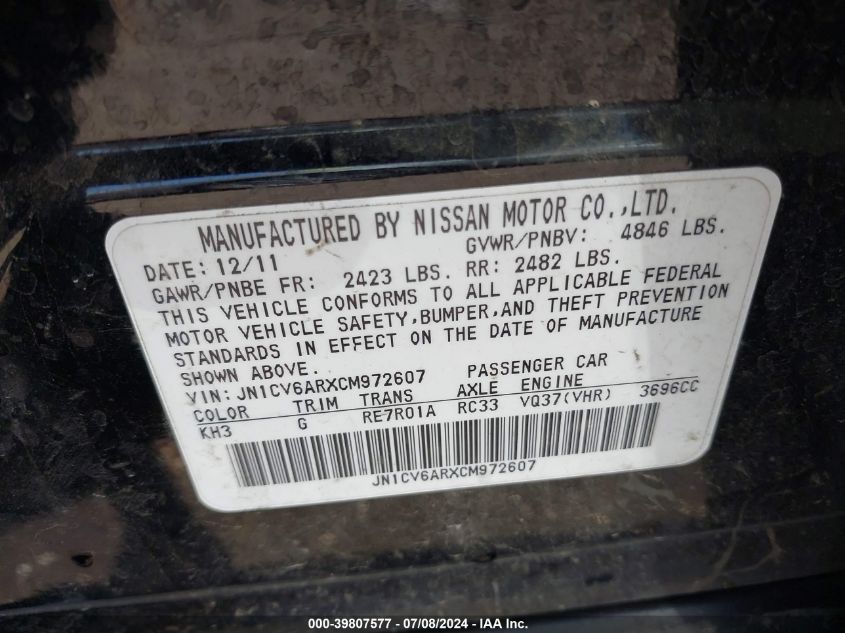 MANUFACTURED BY NISSAN MOTOR CO.,LTD.
DATE: 12/11 GVWR/PNBV: 4846 LBS.
GAWR/PNBE FR: 2423 LBS. RR: 2482 LBS.
THIS VEHICLE CONFORMS TO ALL APPLICABLE FEDERAL
MOTOR VEHICLE SAFETY,BUMPER,AND THEFT PREVENTION
STANDARDS IN EFFECT ON THE DATE OF MANUFACTURE
SHOWN ABOVE.
VIN: JN1CV6ARXCM972607 PASSENGER CAR
COLOR TRIM TRANS AXLE ENGINE
KH3 G RE7R01A RC33 VQ37(VHR) 3696CC
JN1CV6ARXCM972607
000-39807577 - 07/08/2024 - IAA Inc.